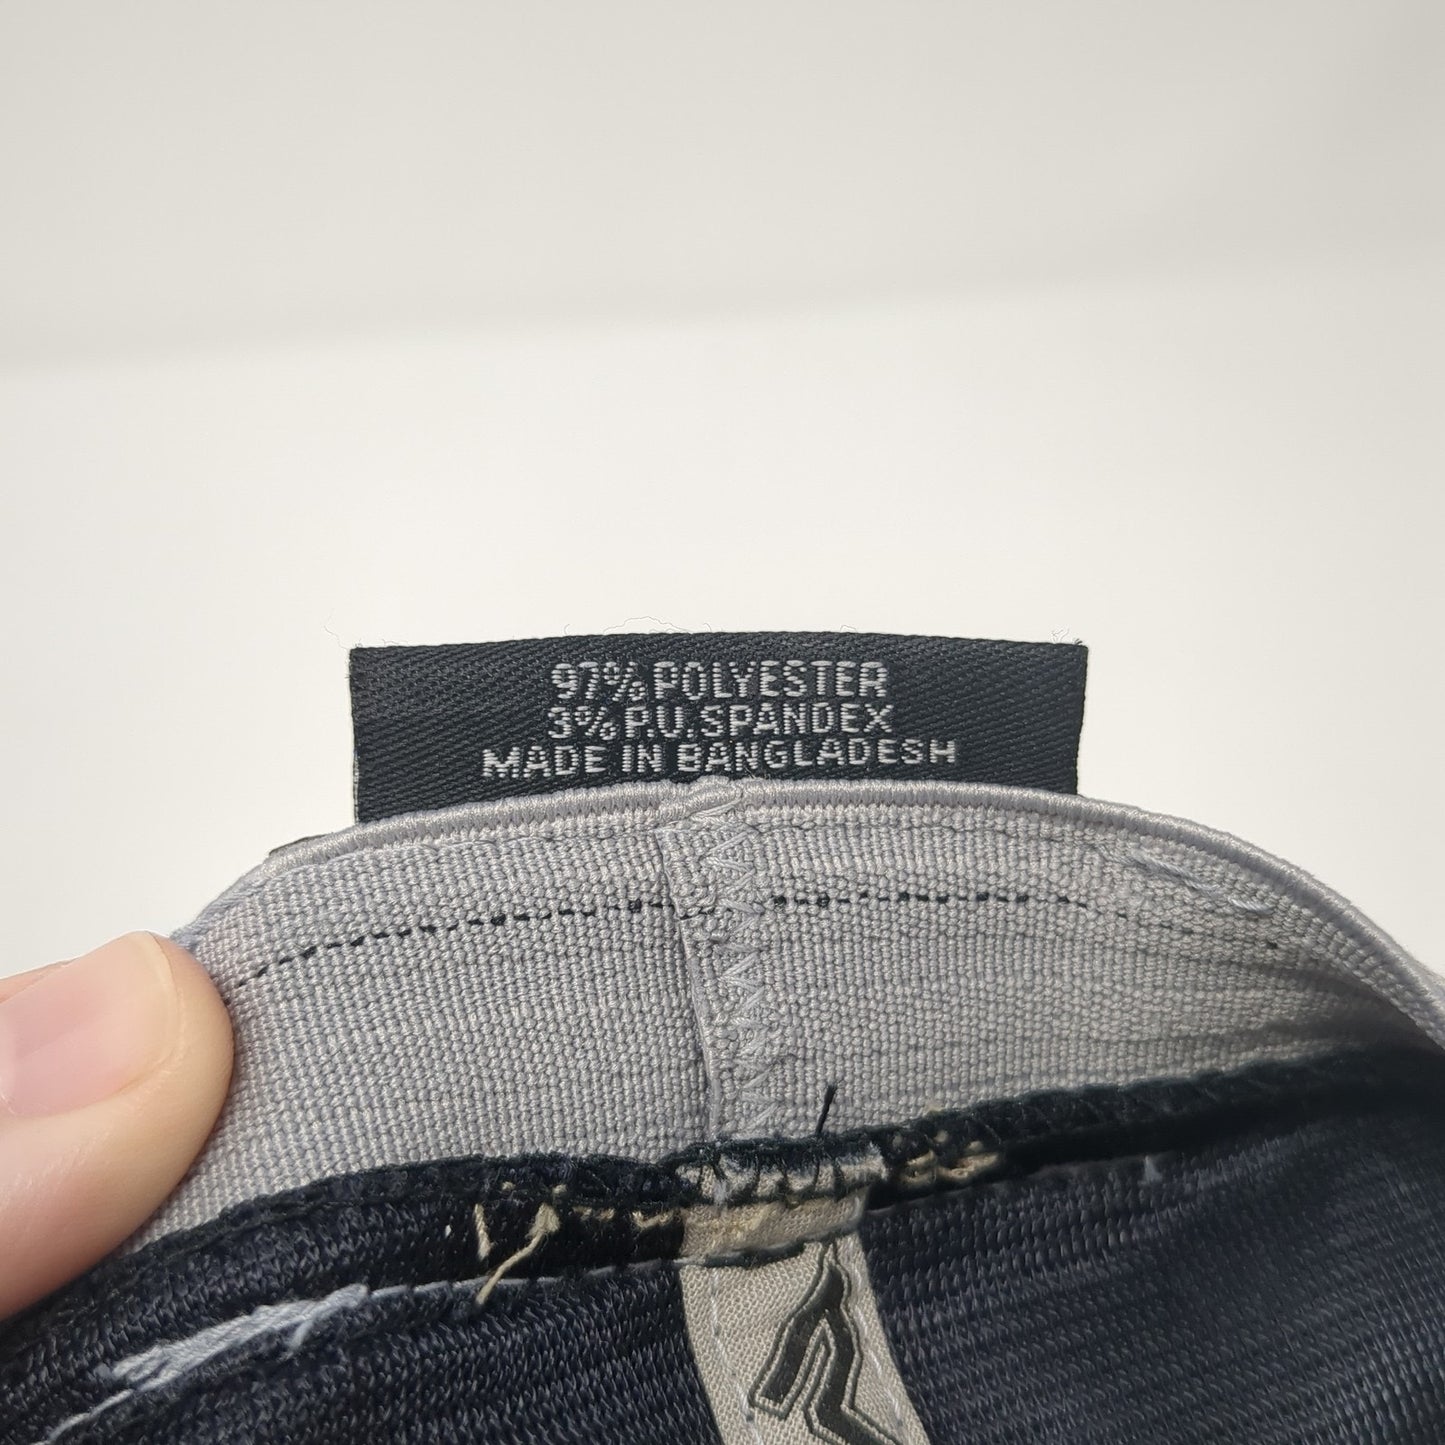 97% POLYESTER
3% P.U. SPANDEX
MADE IN BANGLADESH